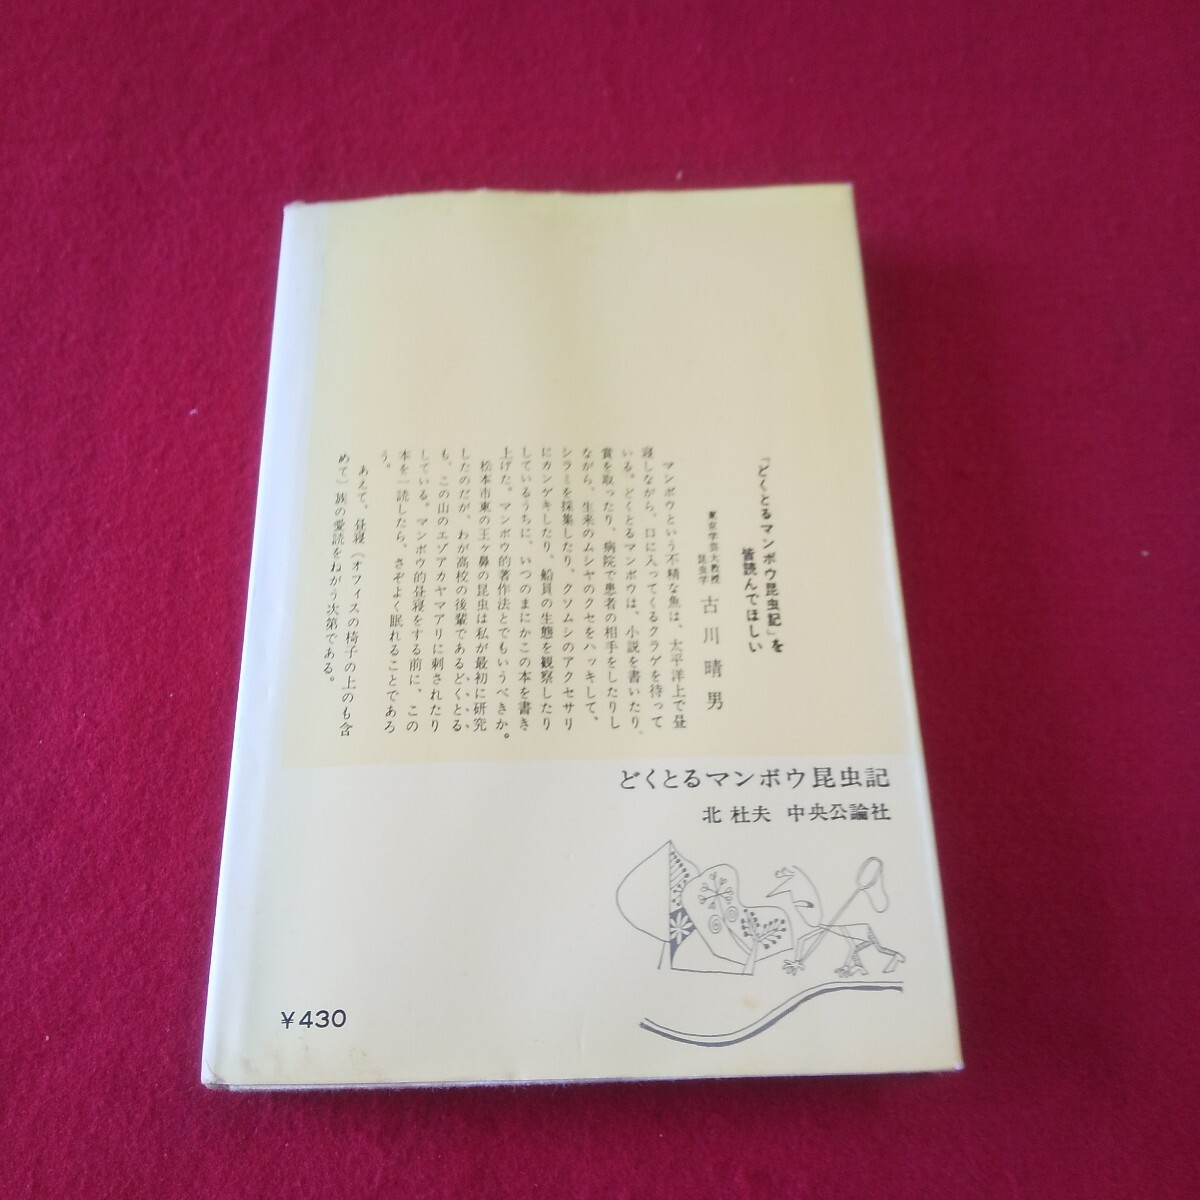 『どくとるマンボウ昆虫記』を
皆読んでほしい
東京学芸大教授
昆虫学
古川晴男
マンボウという不精な魚は、太平洋上で昼
寝しながら、口に入ってくるクラゲを待って
いる。どくとるマンボウは、小説を書いたり、
賞を取ったり、病院で患者の相手をしたりし
ながら、生来のムシヤのクセをハッキして、
シラミを採集したり、クソムシのアクセサリ
にカンゲキしたり、船員の生態を観察したり
しているうちに、いつのまにかこの本を書き
上げた。マンボウ的著作法とでもいうべきか。
松本市東の王ヶ鼻の昆虫は私が最初に研究
したのだが、わが高校の後輩であるどくとる
も、この山のエゾアカヤマアリに刺されたり
している。マンボウ的昼寝をする前に、この
本を一読したら、さぞよく眠れることであろ
う。
あえて、昼寝（オフィスの椅子の上のも含
めて）族の愛読をねがう次第である。
どくとるマンボウ昆虫記
北杜夫 中央公論社
¥430